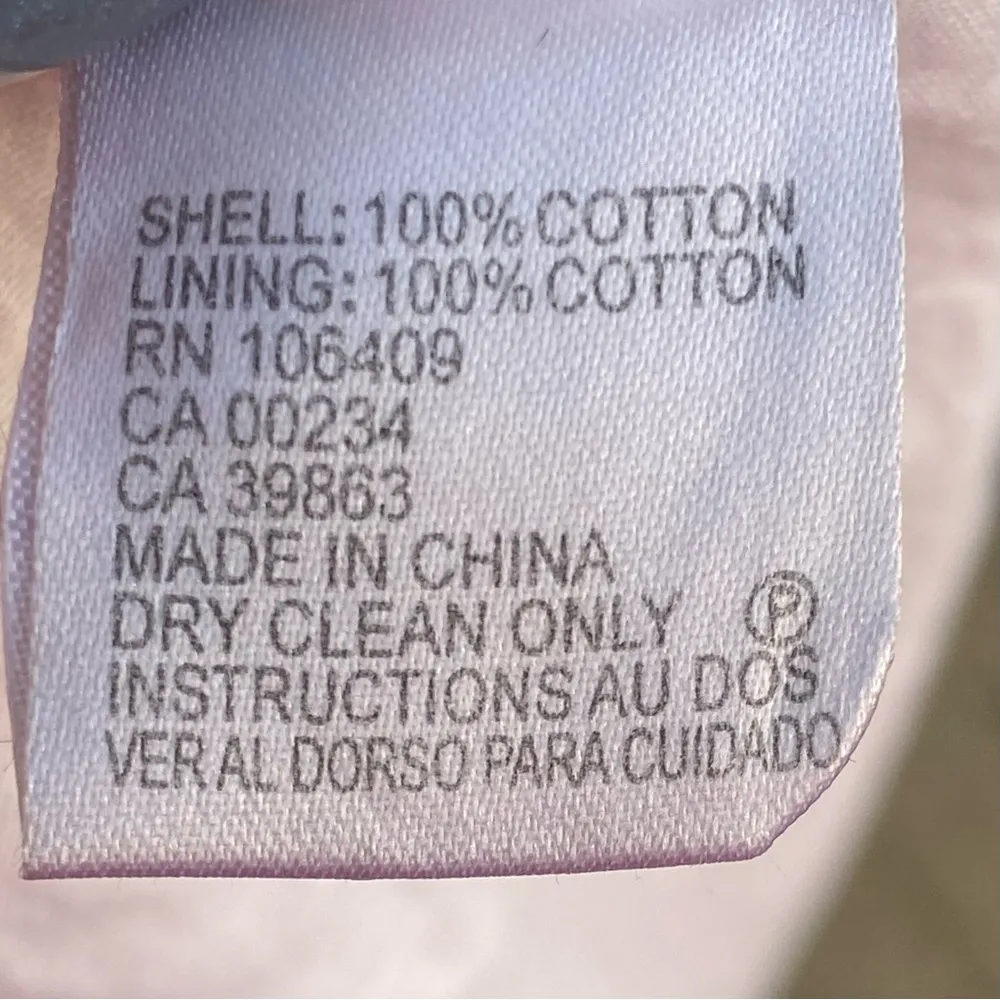 SHELL: 100% COTTON
LINING: 100% COTTON
RN 106409
CA 00234
CA 39863
MADE IN CHINA
DRY CLEAN ONLY Ⓟ
INSTRUCTIONS AU DOS
VER AL DORSO PARA CUIDADO